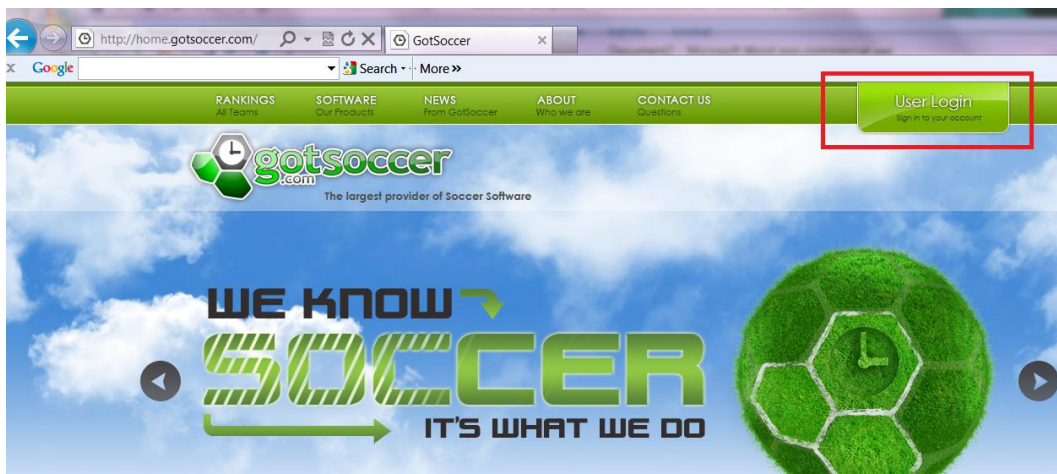 http://home.gotsoccer.com/
GotSoccer
x Google
Search
More »
RANKINGS
All Teams
SOFTWARE
Our Products
NEWS
From GotSoccer
ABOUT
Who we are
CONTACT US
Questions
User Login
Sign in to your account
gotsoccer
.com
The largest provider of Soccer Software
WE KNOW
SOCCER
IT'S WHAT WE DO